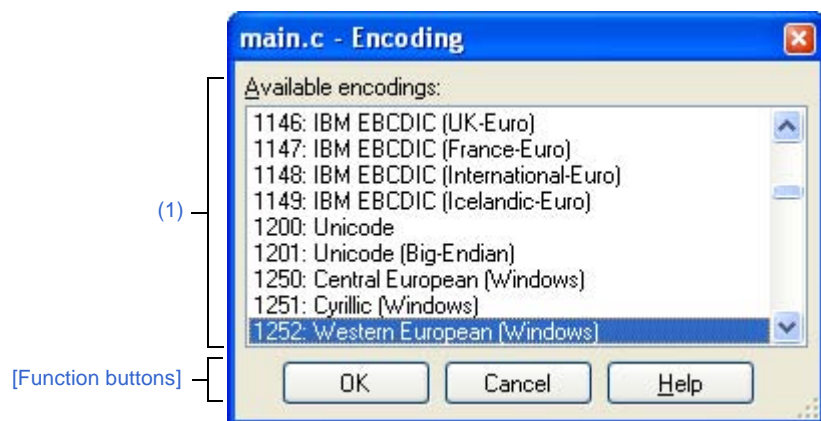 main.c - Encoding
Available encodings:
1146: IBM EBCDIC (UK-Euro)
1147: IBM EBCDIC (France-Euro)
1148: IBM EBCDIC (International-Euro)
1149: IBM EBCDIC (Icelandic-Euro)
(1)
1200: Unicode
1201: Unicode (Big-Endian)
1250: Central European (Windows)
1251: Cyrillic (Windows)
1252: Western European (Windows)
[Function buttons]
OK Cancel Help